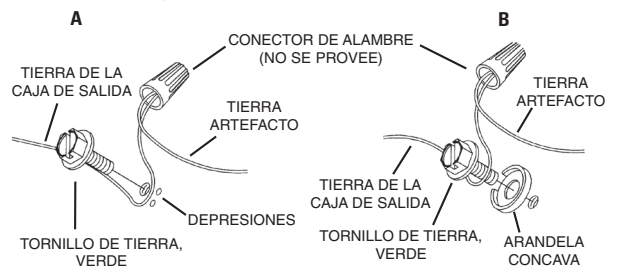 A
B
CONECTOR DE ALAMBRE
(NO SE PROVEE)
TIERRA DE LA
CAJA DE SALIDA
TIERRA
ARTEFACTO
TIERRA
ARTEFACTO
DEPRESIONES
TIERRA DE LA
CAJA DE SALIDA
TORNILLO DE TIERRA,
VERDE
TORNILLO DE TIERRA,
VERDE
ARANDELA
CONCAVA